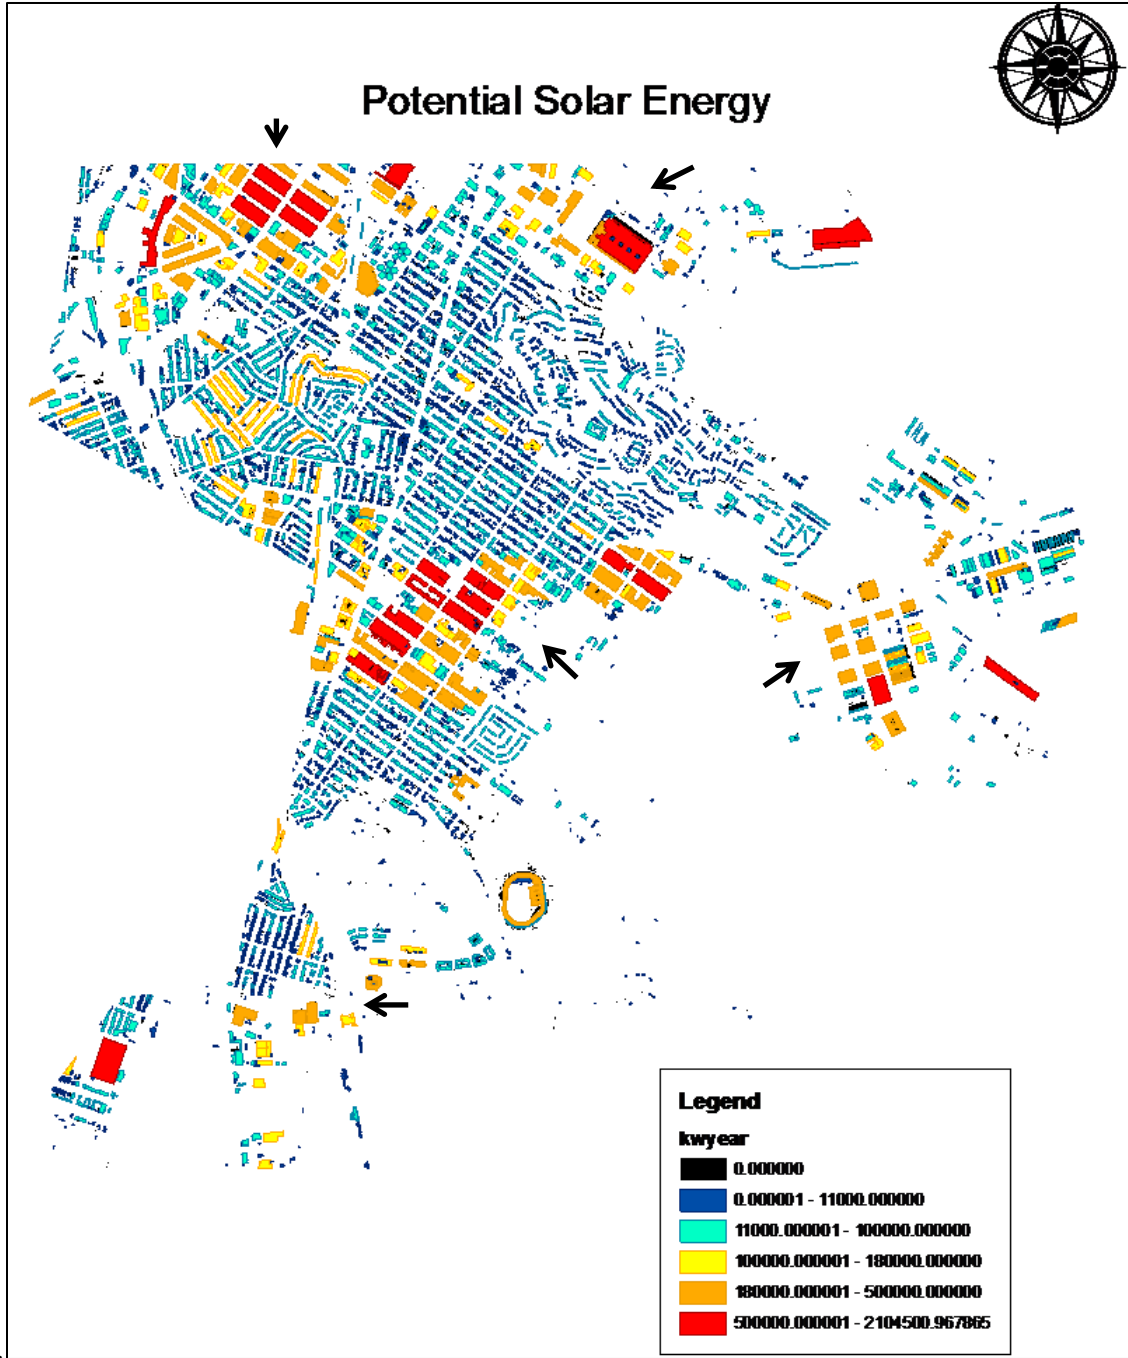 Potential Solar Energy
Legend
kwyear
0.000000
0.000001 - 11000.000000
11000.000001 - 100000.000000
100000.000001 - 180000.000000
180000.000001 - 500000.000000
500000.000001 - 2104500.967865